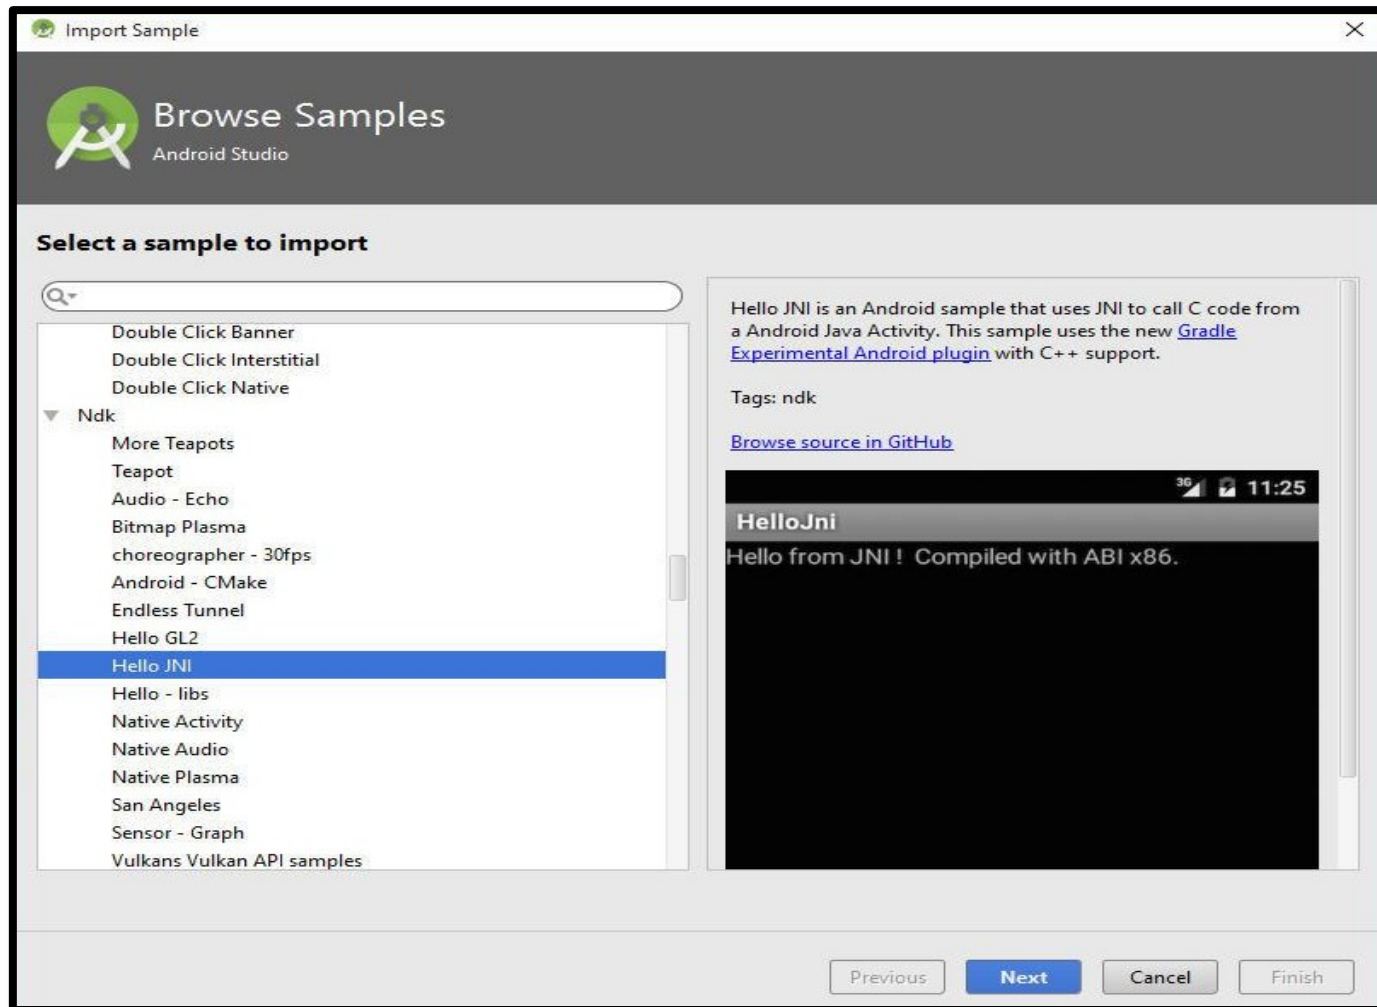 Import Sample
Browse Samples
Android Studio
Select a sample to import
Double Click Banner
Double Click Interstitial
Double Click Native
Ndk
More Teapots
Teapot
Audio - Echo
Bitmap Plasma
choreographer - 30fps
Android - CMake
Endless Tunnel
Hello GL2
Hello JNI
Hello - libs
Native Activity
Native Audio
Native Plasma
San Angeles
Sensor - Graph
Vulkans Vulkan API samples
Hello JNI is an Android sample that uses JNI to call C code from
a Android Java Activity. This sample uses the new Gradle
Experimental Android plugin with C++ support.
Tags: ndk
Browse source in GitHub
3G 11:25
HelloJni
Hello from JNI ! Compiled with ABI x86.
Previous
Next
Cancel
Finish